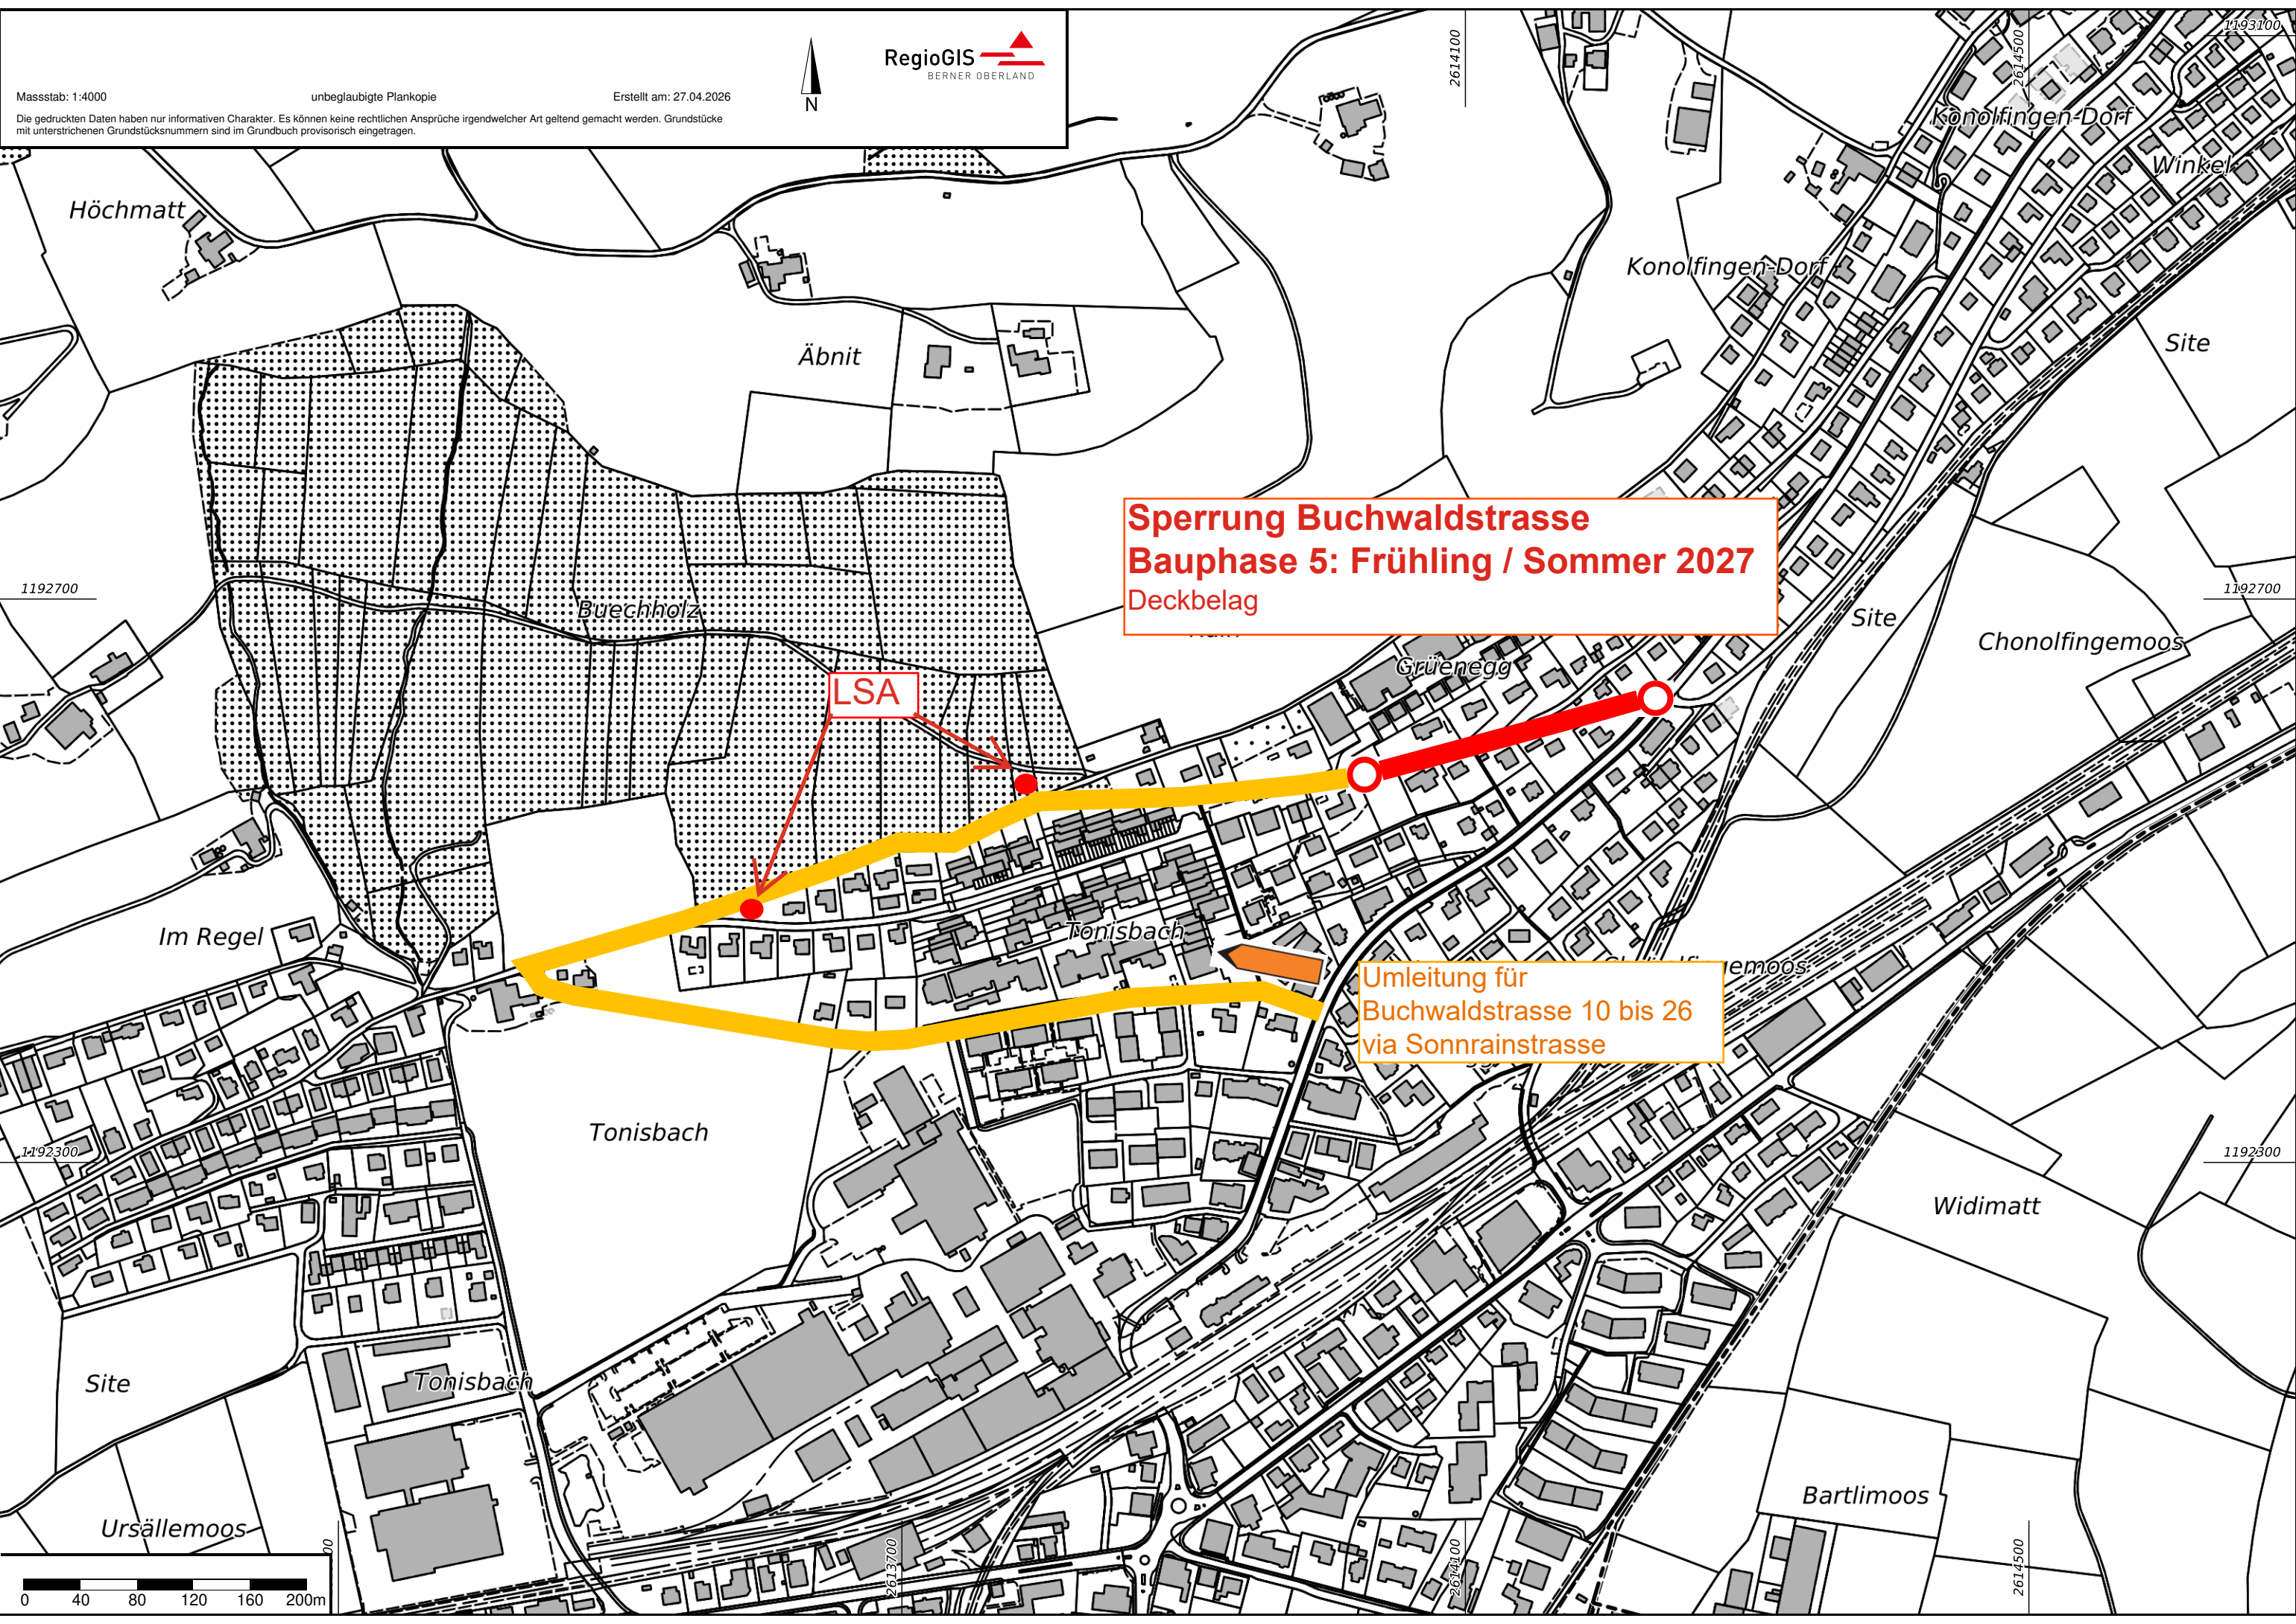 RegioGIS
BERNER OBERLAND
N
Massstab: 1:4000
unbeglaubigte Plankopie
Erstellt am: 27.04.2026
Die gedruckten Daten haben nur informativen Charakter. Es können keine rechtlichen Ansprüche irgendwelcher Art geltend gemacht werden. Grundstücke
mit unterstrichenen Grundstücksnummern sind im Grundbuch provisorisch eingetragen.
2614100
2614500
1193100
Konolfingen-Dorf
Winkel
Höchmatt
Konolfingen-Dorf
Site
Äbnit
Sperrung Buchwaldstrasse
Bauphase 5: Frühling / Sommer 2027
Deckbelag
1192700
1192700
Buechholz
Site
Chonolfingemoos
Grüenegg
LSA
Im Regel
Tonisbach
Umleitung für
Buchwaldstrasse 10 bis 26
via Sonnrainstrasse
Tonisbach
1192300
1192300
Widimatt
Site
Tonisbach
Bartlimoos
Ursällemoos
2613700
2614100
2614500
0 40 80 120 160 200m